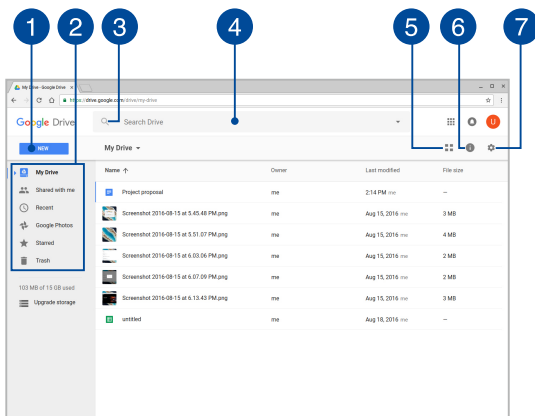 1 2 3 4 5 6 7
My Drive - Google Drive
https://drive.google.com/drive/my-drive
Google Drive Search Drive U
NEW My Drive
Name Owner Last modified File size
My Drive
Project proposal me 2:14 PM me –
Shared with me
Screenshot 2016-08-15 at 5.45.48 PM.png me Aug 15, 2016 me 3 MB
Recent
Screenshot 2016-08-15 at 5.51.07 PM.png me Aug 15, 2016 me 4 MB
Google Photos
Starred
Screenshot 2016-08-15 at 6.03.06 PM.png me Aug 15, 2016 me 2 MB
Trash
Screenshot 2016-08-15 at 6.07.09 PM.png me Aug 15, 2016 me 2 MB
103 MB of 15 GB used
Upgrade storage
Screenshot 2016-08-15 at 6.13.43 PM.png me Aug 15, 2016 me 3 MB
untitled me Aug 18, 2016 me –